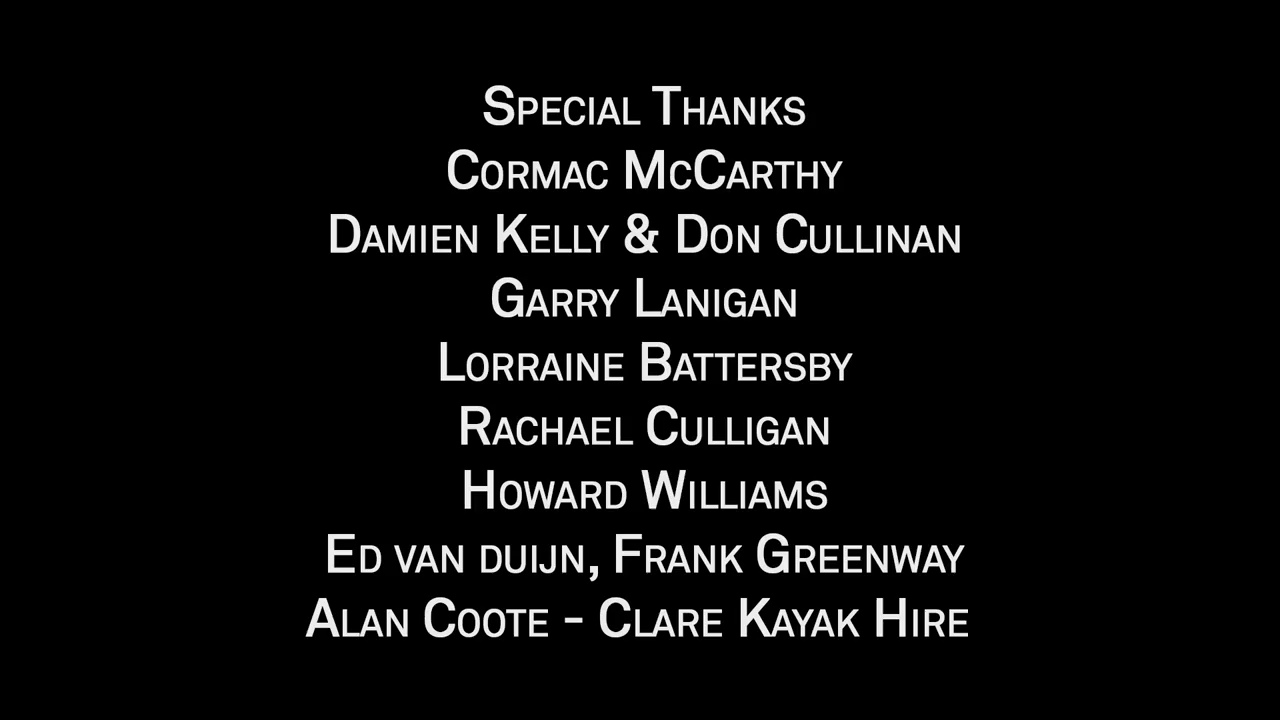 Special Thanks
Cormac McCarthy
Damien Kelly & Don Cullinan
Garry Lanigan
Lorraine Battersby
Rachael Culligan
Howard Williams
Ed van duijn, Frank Greenway
Alan Coote - Clare Kayak Hire